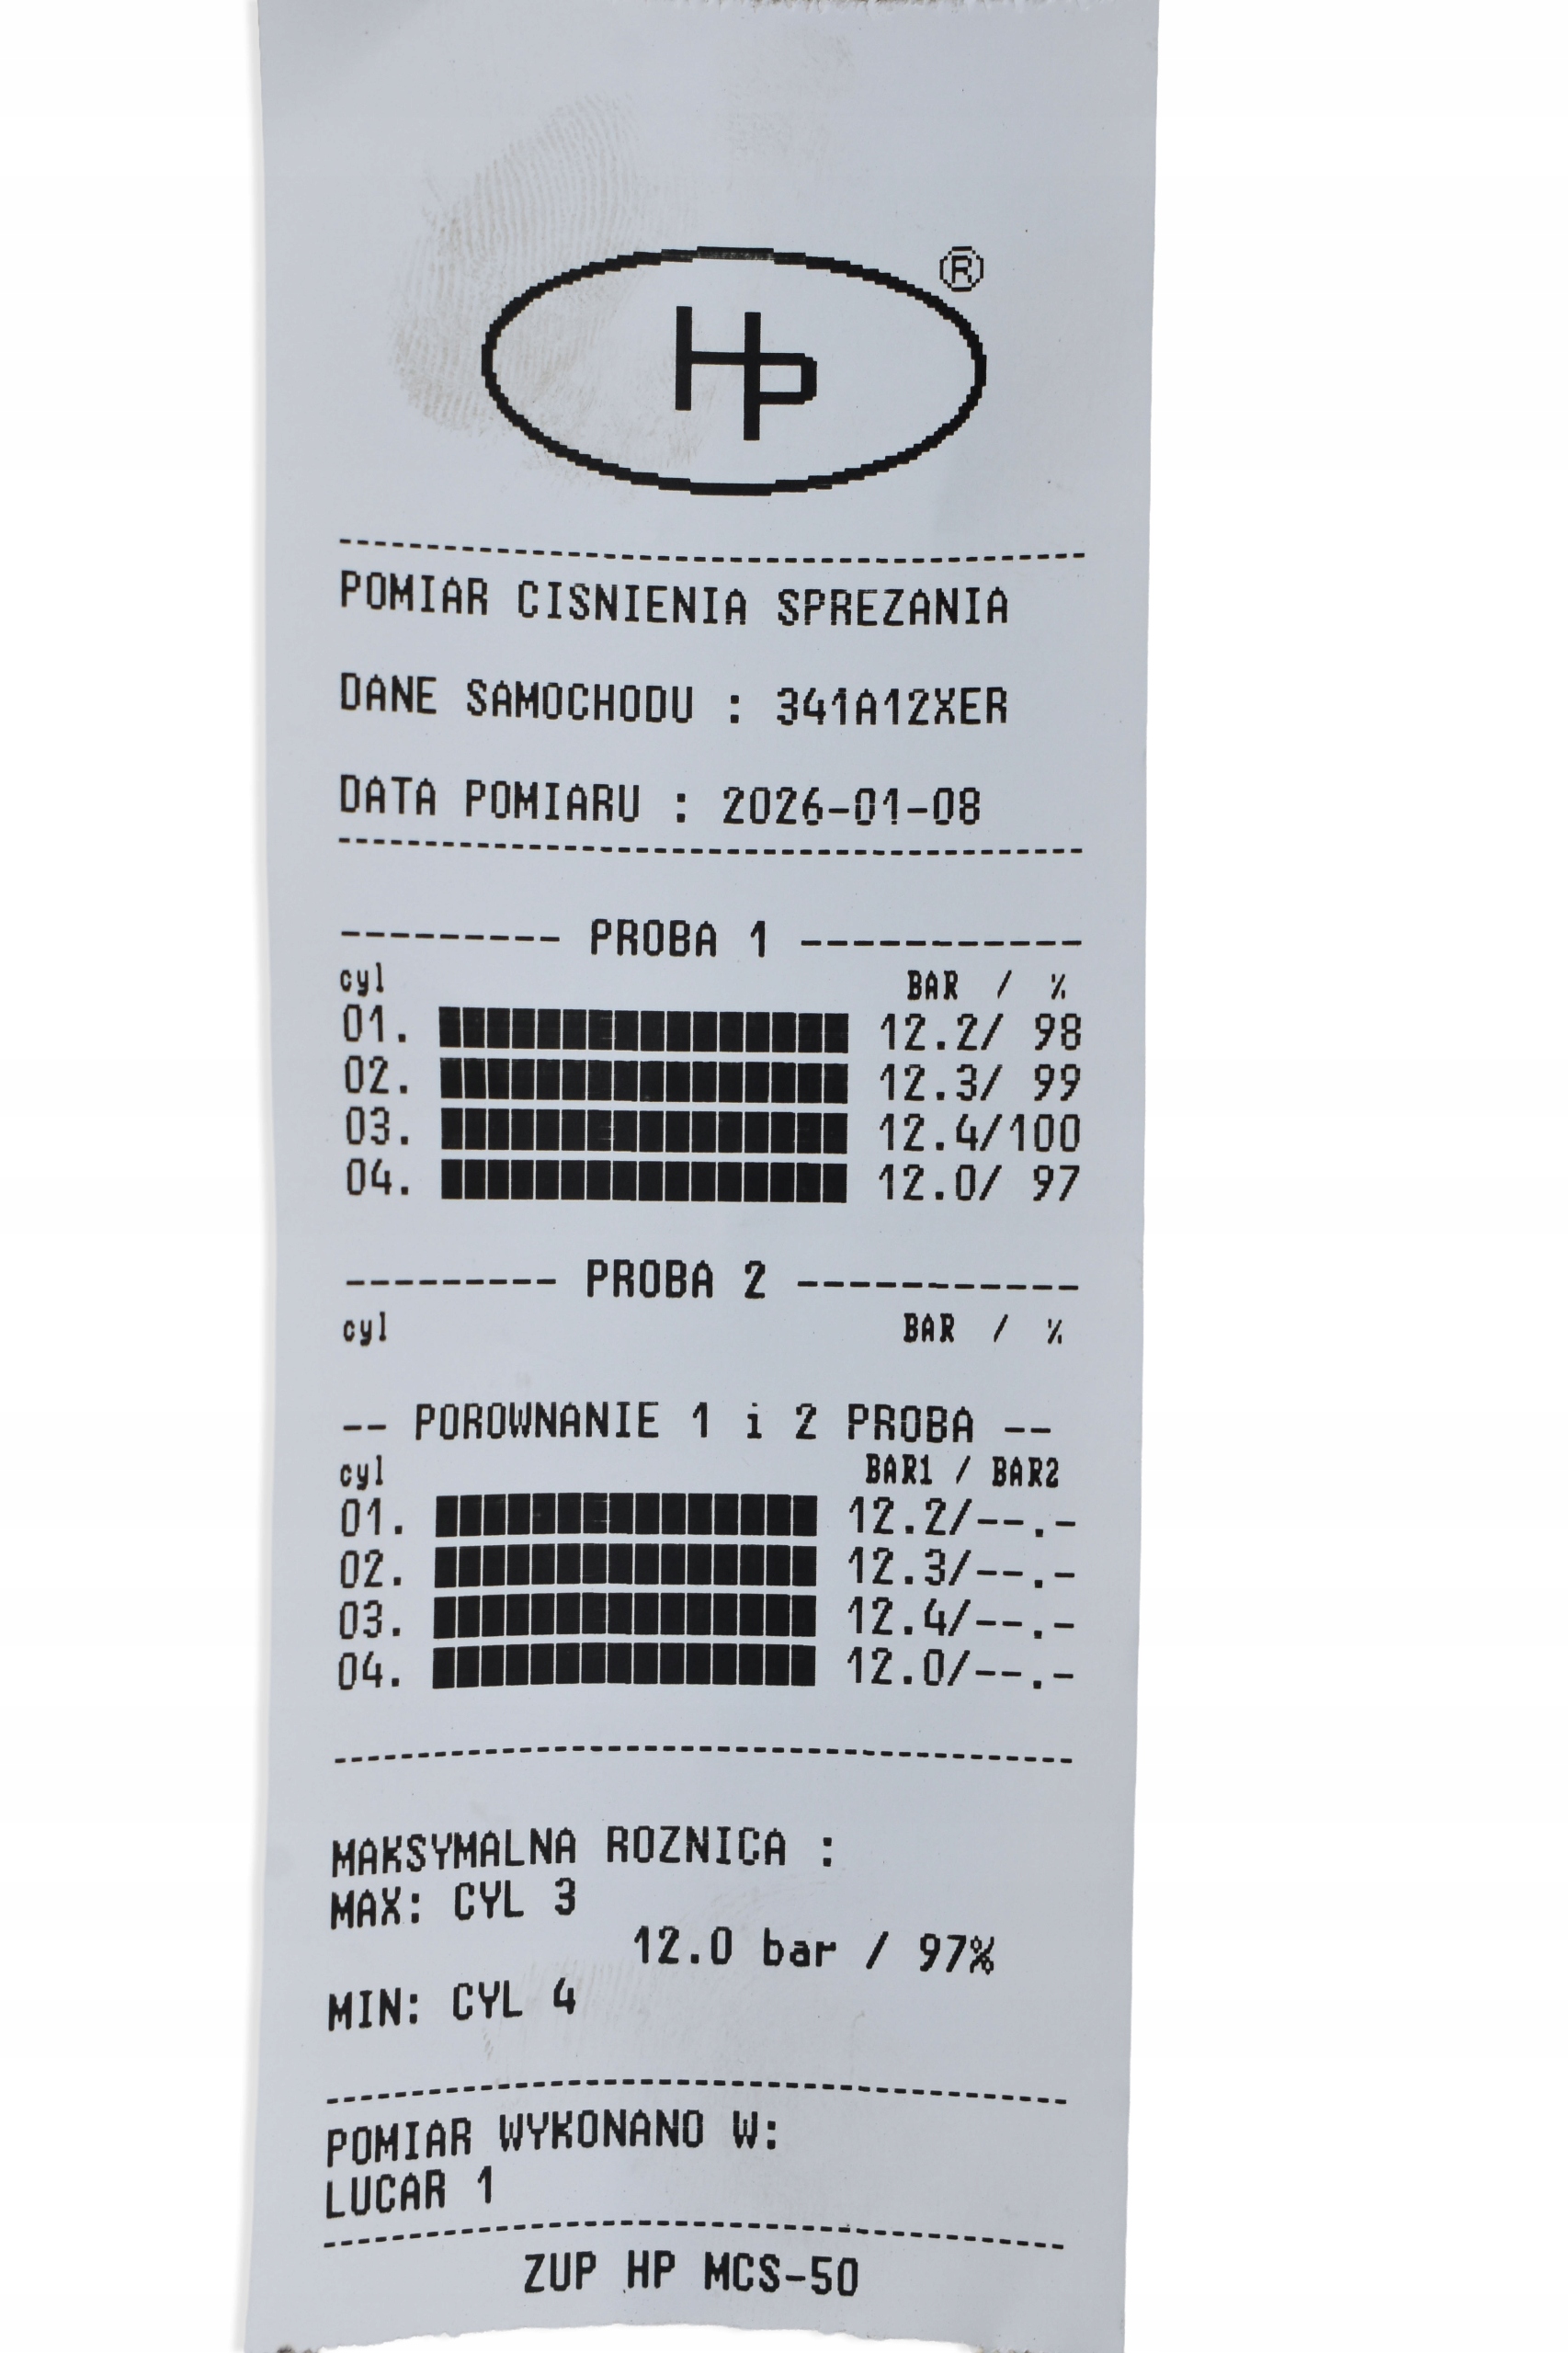 HP ®
POMIAR CISNIENIA SPREZANIA
DANE SAMOCHODU : 341A12XER
DATA POMIARU : 2026-01-08
--------- PROBA 1 -----------
cyl BAR / %
01. 12.2/ 98
02. 12.3/ 99
03. 12.4/100
04. 12.0/ 97
--------- PROBA 2 -----------
cyl BAR / %
-- POROWNANIE 1 i 2 PROBA --
cyl BAR1 / BAR2
01. 12.2/--.-
02. 12.3/--.-
03. 12.4/--.-
04. 12.0/--.-
MAKSYMALNA ROZNICA :
MAX: CYL 3
12.0 bar / 97%
MIN: CYL 4
POMIAR WYKONANO W:
LUCAR 1
ZUP HP MCS-50